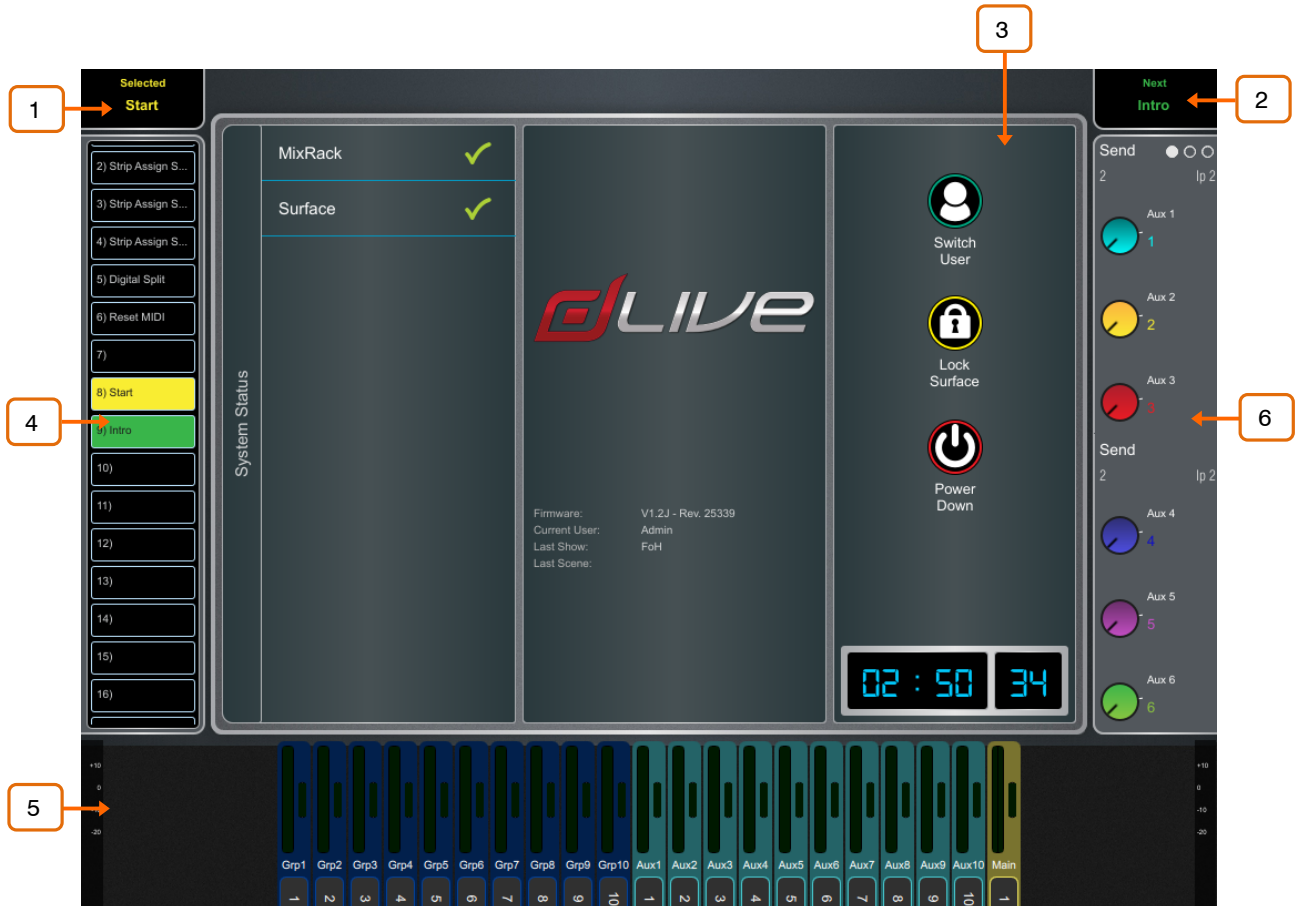 3
Selected
Start
1
Next
Intro
2
2) Strip Assign S...
3) Strip Assign S...
4) Strip Assign S...
5) Digital Split
6) Reset MIDI
7)
8) Start
9) Intro
10)
11)
12)
13)
14)
15)
16)
4
System Status
MixRack
Surface
dLIVE
Firmware: V1.2J - Rev. 25339
Current User: Admin
Last Show: FoH
Last Scene:
Switch
User
Lock
Surface
Power
Down
02 : 50 34
Send
2 Ip 2
Aux 1
1
Aux 2
2
Aux 3
3
Send
2 Ip 2
Aux 4
4
Aux 5
5
Aux 6
6
6
5
+10
0
-10
-20
+10
0
-10
-20
Grp1 Grp2 Grp3 Grp4 Grp5 Grp6 Grp7 Grp8 Grp9 Grp10 Aux1 Aux2 Aux3 Aux4 Aux5 Aux6 Aux7 Aux8 Aux9 Aux10 Main
1 2 3 4 5 6 7 8 9 10 1 2 3 4 5 6 7 8 9 10 1